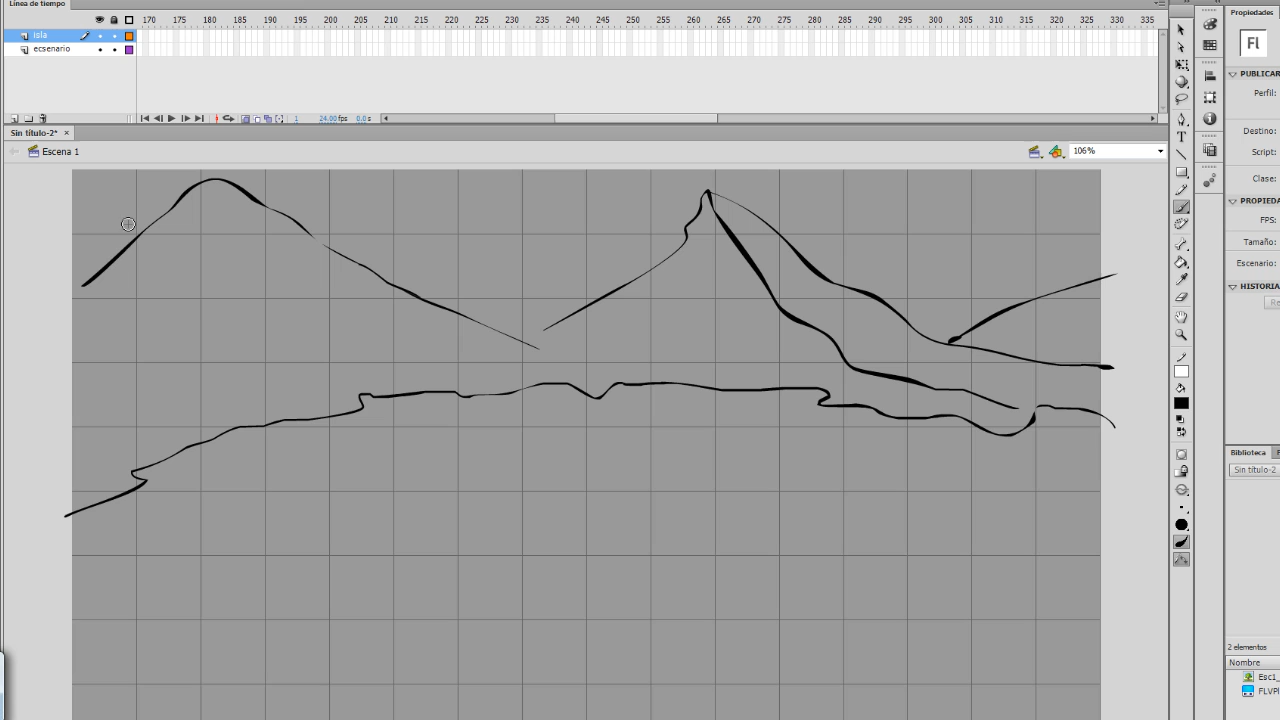 Línea de tiempo
170 175 180 185 190 195 200 205 210 215 220 225 230 235 240 245 250 255 260 265 270 275 280 285 290 295 300 305 310 315 320 325 330 335
isla
ecsenario
1 24.00 fps 0.0 s
Sin título-2* ×
Escena 1
106%
Propiedades
Fl
PUBLICAR
Perfil:
Destino:
Script:
Clase:
PROPIEDA
FPS:
Tamaño:
Escenario:
HISTORIA
Re
Biblioteca
Sin título-2
2 elementos
Nombre
Esc1_
FLVPl